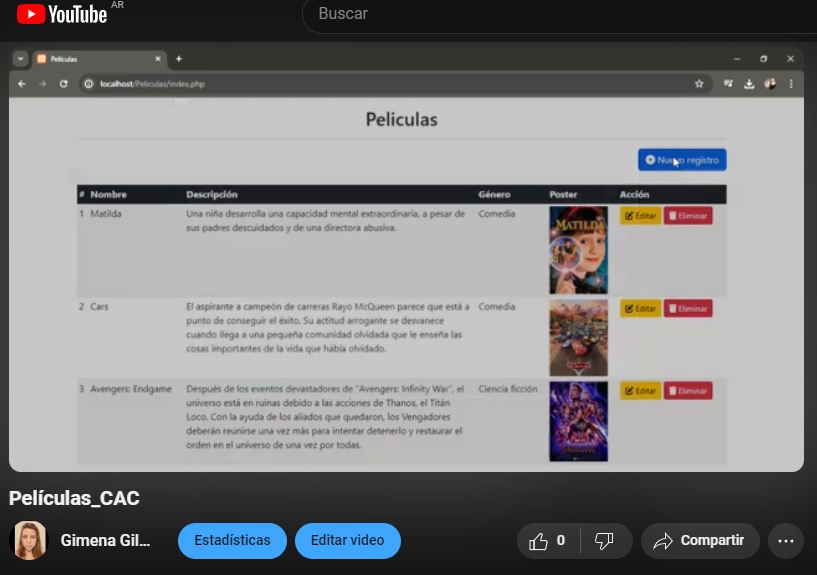 YouTube AR
Buscar
Películas
localhost/Peliculas/index.php
Peliculas
Nuevo registro
# Nombre Descripción Género Poster Acción
1 Matilda Una niña desarrolla una capacidad mental extraordinaria, a pesar de Comedia MATILDA Editar Eliminar
sus padres descuidados y de una directora abusiva.
2 Cars El aspirante a campeón de carreras Rayo McQueen parece que está a Comedia Editar Eliminar
punto de conseguir el éxito. Su actitud arrogante se desvanece
cuando llega a una pequeña comunidad olvidada que le enseña las
cosas importantes de la vida que había olvidado.
3 Avengers: Endgame Después de los eventos devastadores de "Avengers: Infinity War", el Ciencia ficción Editar Eliminar
universo está en ruinas debido a las acciones de Thanos, el Titán
Loco. Con la ayuda de los aliados que quedaron, los Vengadores
deberán reunirse una vez más para intentar detenerlo y restaurar el
orden en el universo de una vez por todas.
Películas_CAC
Gimena Gil... Estadísticas Editar video 0 Compartir